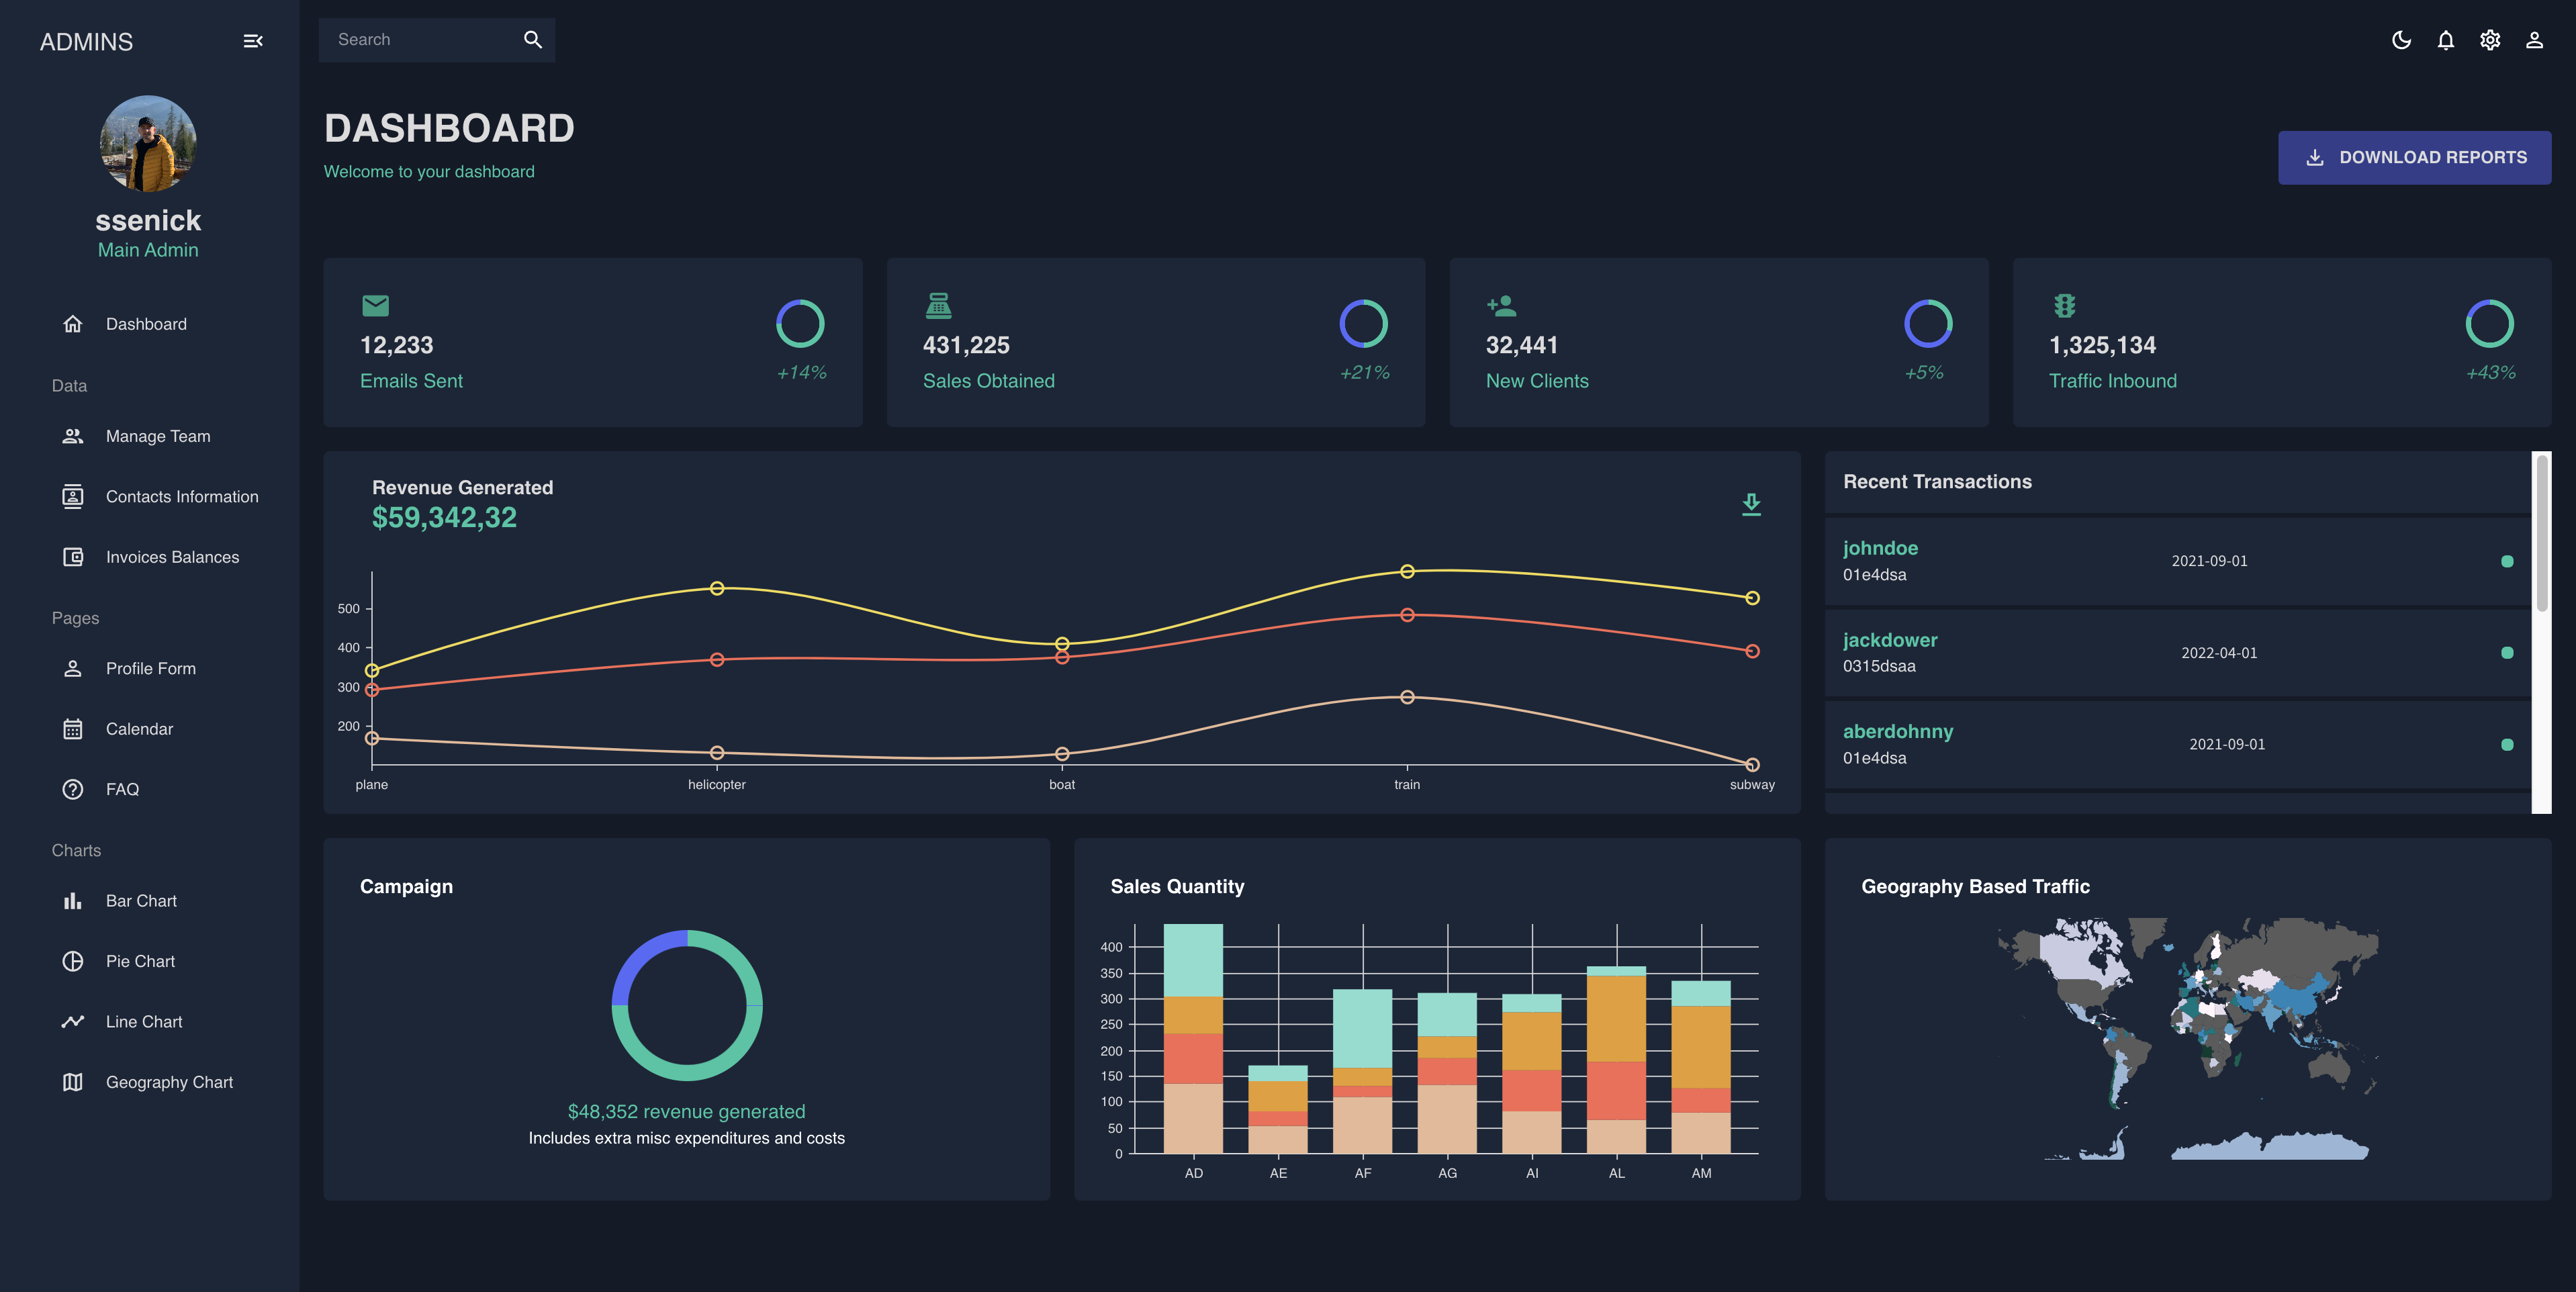 ADMINS
Search
ssenick
Main Admin
Dashboard
Data
Manage Team
Contacts Information
Invoices Balances
Pages
Profile Form
Calendar
FAQ
Charts
Bar Chart
Pie Chart
Line Chart
Geography Chart
DASHBOARD
Welcome to your dashboard
DOWNLOAD REPORTS
12,233
Emails Sent
+14%
431,225
Sales Obtained
+21%
32,441
New Clients
+5%
1,325,134
Traffic Inbound
+43%
Revenue Generated
$59,342,32
500
400
300
200
plane
helicopter
boat
train
subway
Recent Transactions
johndoe
01e4dsa
2021-09-01
jackdower
0315dsaa
2022-04-01
aberdohnny
01e4dsa
2021-09-01
Campaign
$48,352 revenue generated
Includes extra misc expenditures and costs
Sales Quantity
400
350
300
250
200
150
100
50
0
AD
AE
AF
AG
AI
AL
AM
Geography Based Traffic